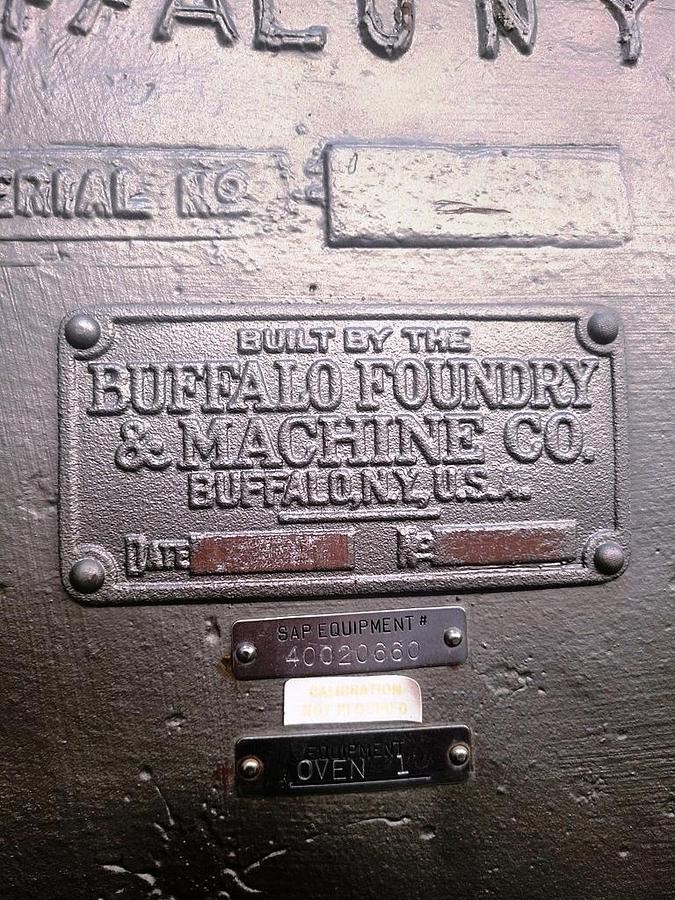 FFALO N Y
ERIAL NO
BUILT BY THE
BUFFALO FOUNDRY
& MACHINE CO.
BUFFALO, N.Y., U.S.A.
DATE No
SAP EQUIPMENT #
40020660
CALIBRATION
NOT REQUIRED
EQUIPMENT
OVEN 1